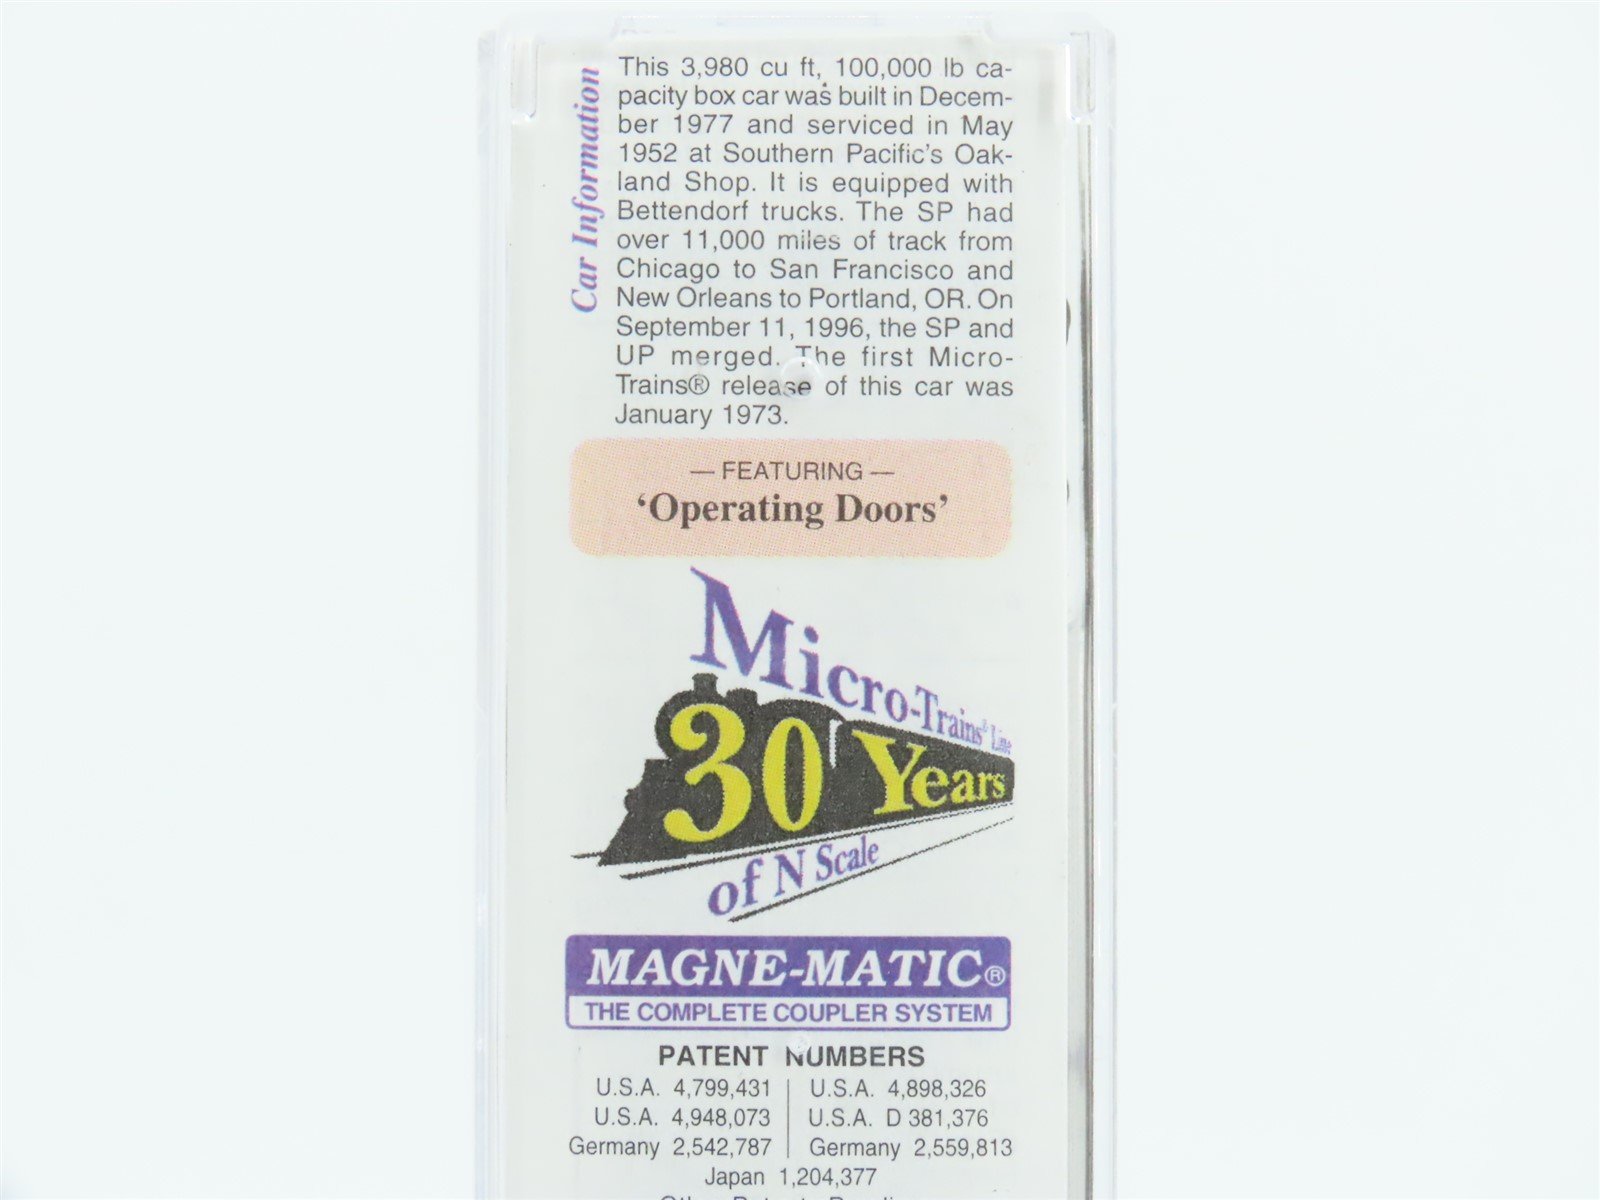 Car Information
This 3,980 cu ft, 100,000 lb ca-
pacity box car was built in Decem-
ber 1977 and serviced in May
1952 at Southern Pacific's Oak-
land Shop. It is equipped with
Bettendorf trucks. The SP had
over 11,000 miles of track from
Chicago to San Francisco and
New Orleans to Portland, OR. On
September 11, 1996, the SP and
UP merged. The first Micro-
Trains® release of this car was
January 1973.
— FEATURING —
‘Operating Doors’
Micro-Trains® Line
30 Years
of N Scale
MAGNE-MATIC®
THE COMPLETE COUPLER SYSTEM
PATENT NUMBERS
U.S.A. 4,799,431 | U.S.A. 4,898,326
U.S.A. 4,948,073 | U.S.A. D 381,376
Germany 2,542,787 | Germany 2,559,813
Japan 1,204,377